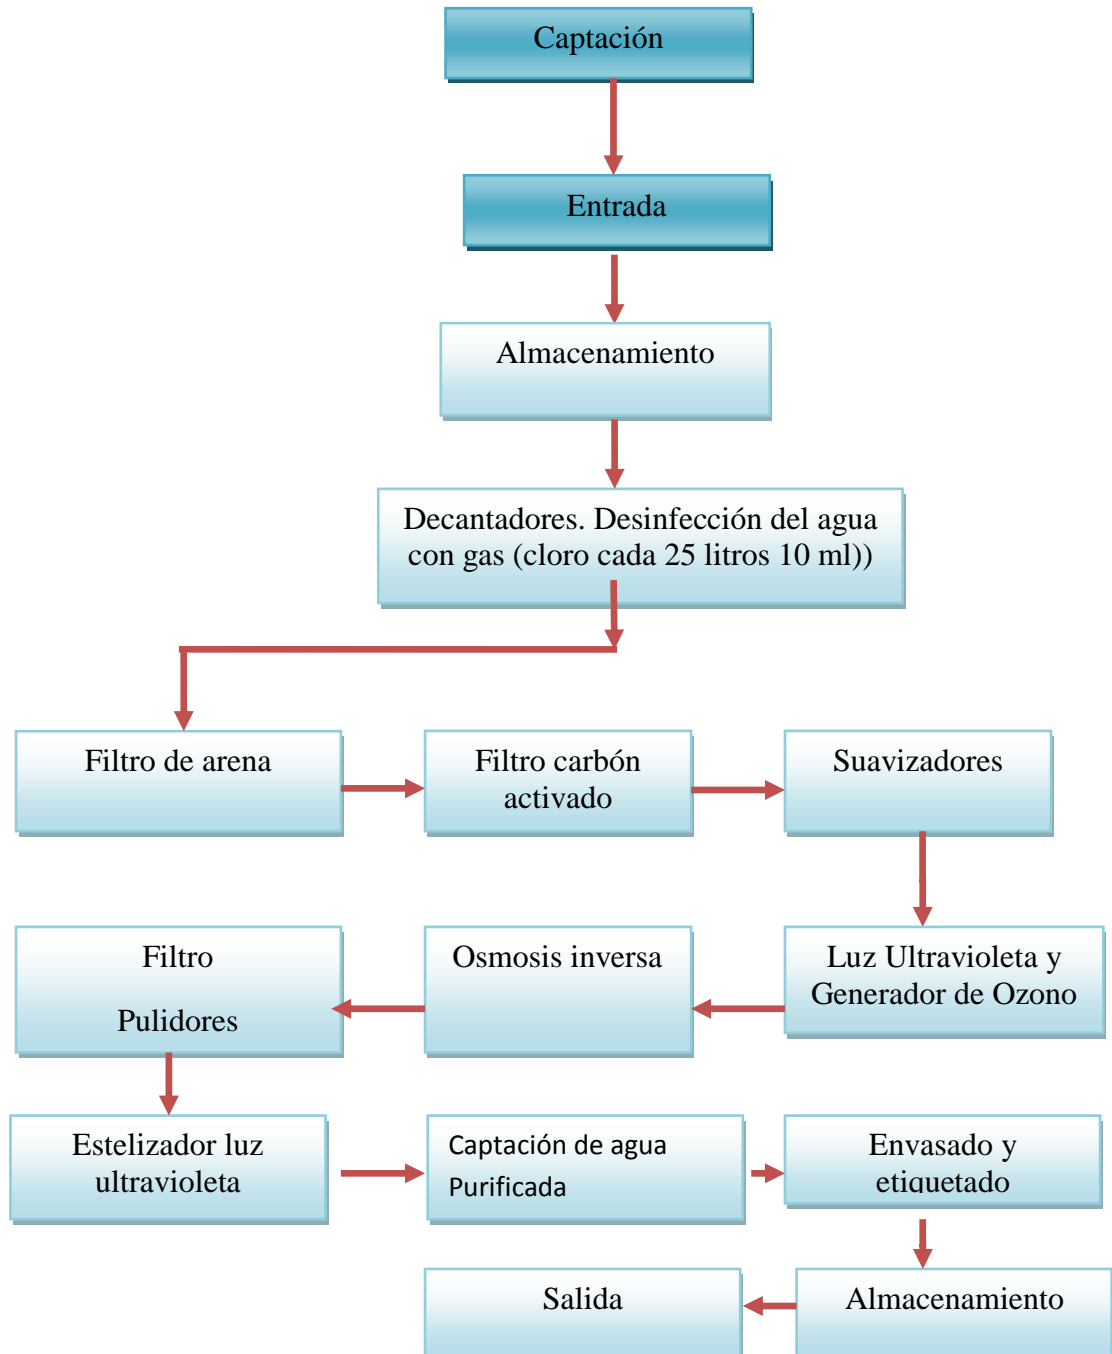 Captación
Entrada
Almacenamiento
Decantadores. Desinfección del agua
con gas (cloro cada 25 litros 10 ml))
Filtro de arena
Filtro carbón
activado
Suavizadores
Luz Ultravioleta y
Generador de Ozono
Osmosis inversa
Filtro
Pulidores
Estelizador luz
ultravioleta
Captación de agua
Purificada
Envasado y
etiquetado
Almacenamiento
Salida